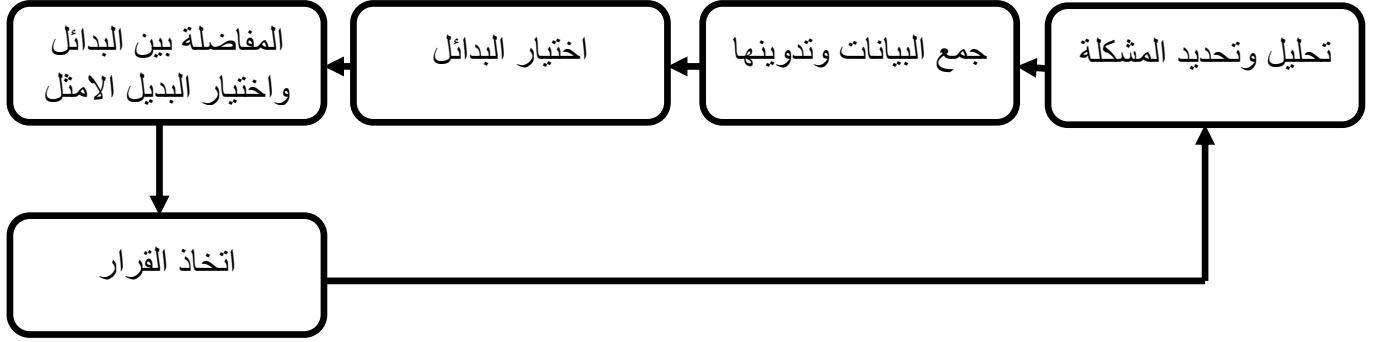 تحليل وتحديد المشكلة
جمع البيانات وتدوينها
اختيار البدائل
المفاضلة بين البدائل
واختيار البديل الامثل
اتخاذ القرار